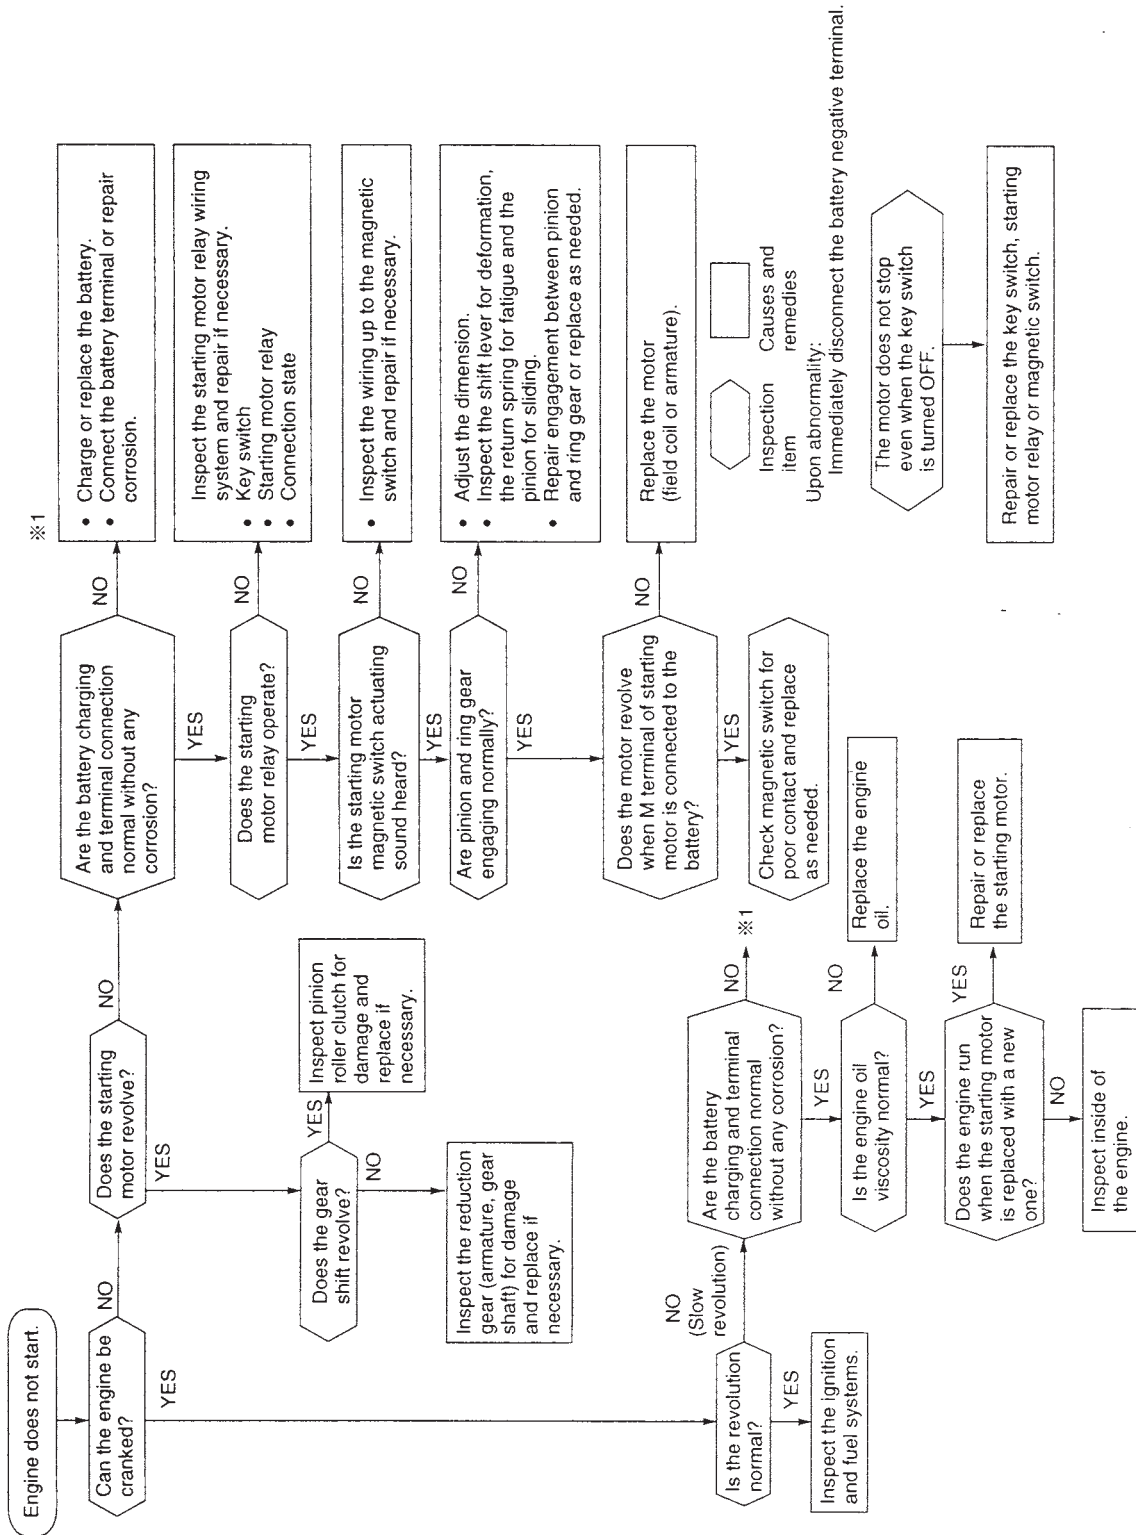 Engine does not start.
Can the engine be
cranked?
NO
YES
Does the starting
motor revolve?
NO
YES
Are the battery charging
and terminal connection
normal without any
corrosion?
NO
YES
※1
• Charge or replace the battery.
• Connect the battery terminal or repair
corrosion.
Does the starting
motor relay operate?
NO
YES
Inspect the starting motor relay wiring
system and repair if necessary.
• Key switch
• Starting motor relay
• Connection state
Is the starting motor
magnetic switch actuating
sound heard?
NO
YES
• Inspect the wiring up to the magnetic
switch and repair if necessary.
Are pinion and ring gear
engaging normally?
NO
YES
• Adjust the dimension.
• Inspect the shift lever for deformation,
the return spring for fatigue and the
pinion for sliding.
• Repair engagement between pinion
and ring gear or replace as needed.
Does the motor revolve
when M terminal of starting
motor is connected to the
battery?
NO
YES
Replace the motor
(field coil or armature).
Check magnetic switch for
poor contact and replace
as needed.
Does the gear
shift revolve?
YES
NO
Inspect pinion
roller clutch for
damage and
replace if
necessary.
Inspect the reduction
gear (armature, gear
shaft) for damage
and replace if
necessary.
Is the revolution
normal?
NO
(Slow
revolution)
YES
Inspect the ignition
and fuel systems.
Are the battery
charging and terminal
connection normal
without any corrosion?
NO
※1
YES
Is the engine oil
viscosity normal?
NO
YES
Replace the engine
oil.
Does the engine run
when the starting motor
is replaced with a new
one?
YES
NO
Repair or replace
the starting motor.
Inspect inside of
the engine.
Inspection
item
Causes and
remedies
Upon abnormality:
Immediately disconnect the battery negative terminal.
The motor does not stop
even when the key switch
is turned OFF.
Repair or replace the key switch, starting
motor relay or magnetic switch.